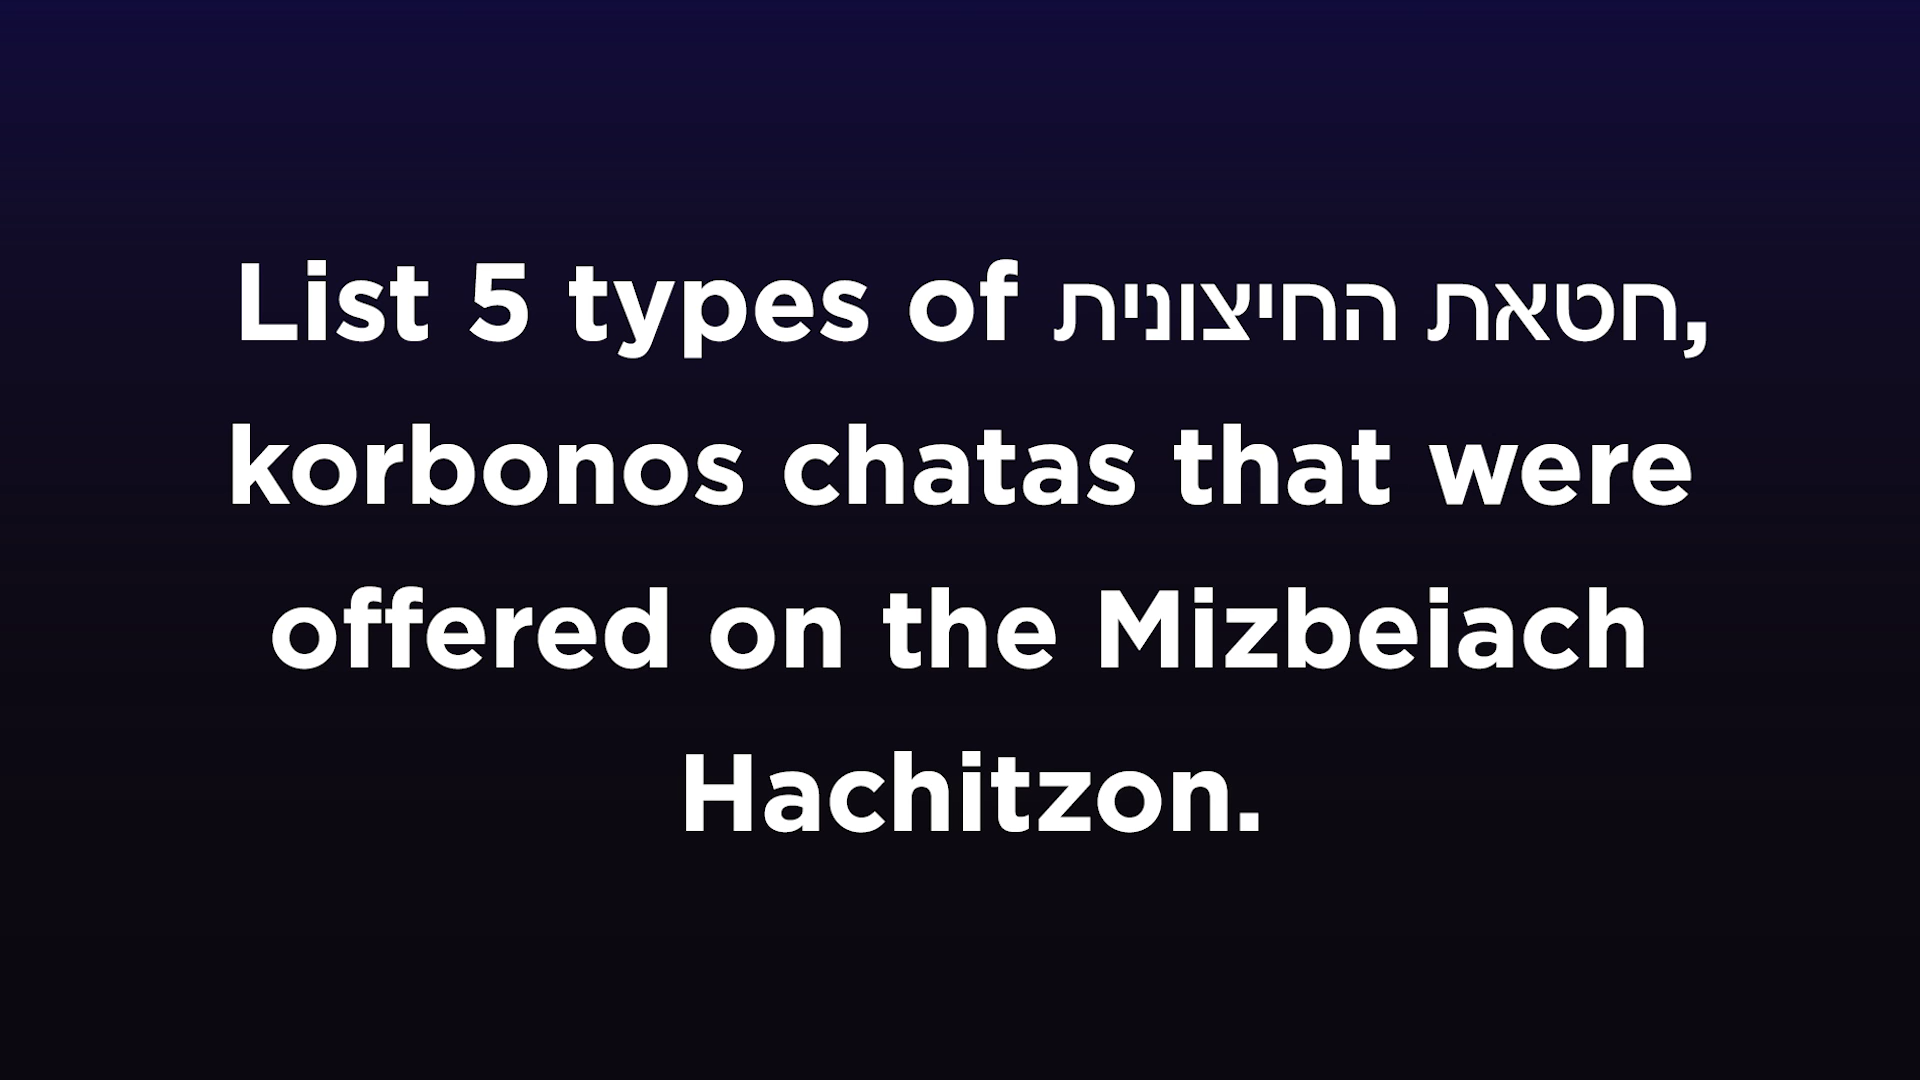 List 5 types of חטאת החיצונית,
korbonos chatas that were
offered on the Mizbeiach
Hachitzon.